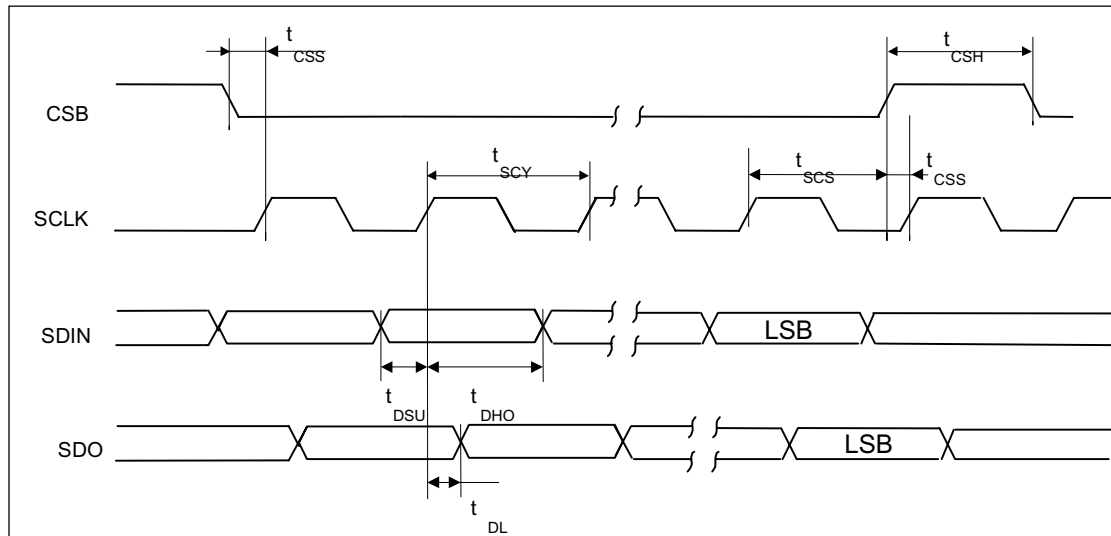 t CSS
t CSH
CSB
t SCY
t SCS
t CSS
SCLK
SDIN
LSB
t DSU
t DHO
SDO
LSB
t DL